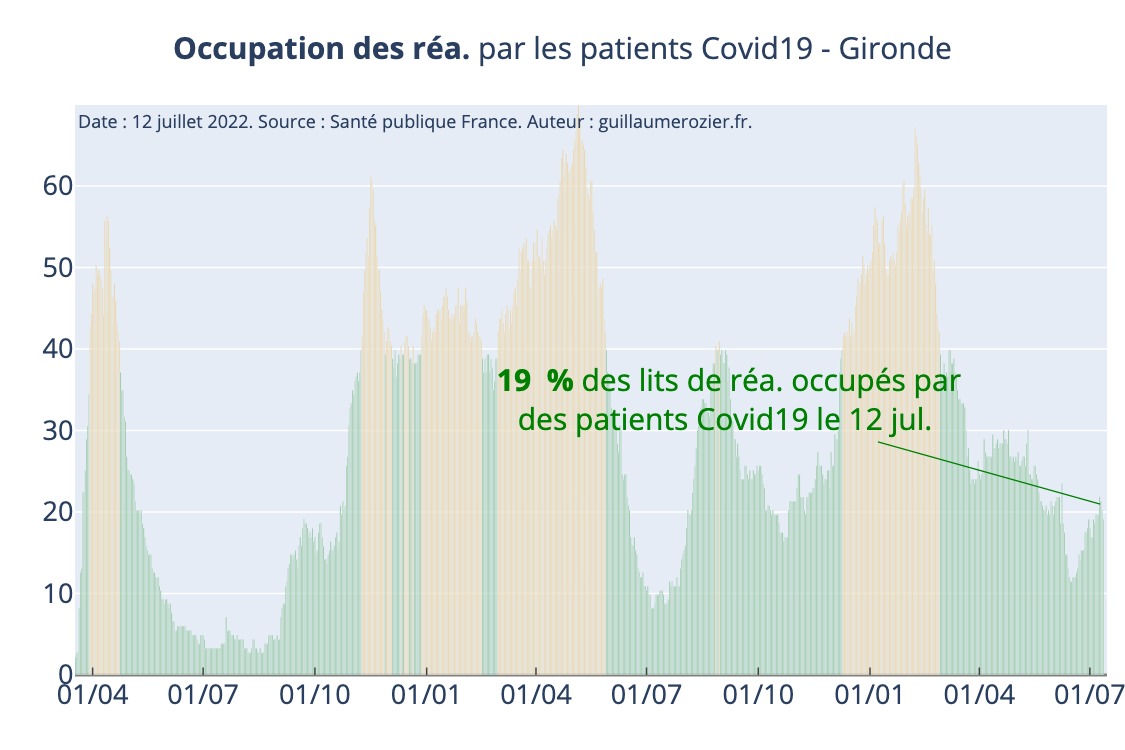 Occupation des réa. par les patients Covid19 - Gironde
Date : 12 juillet 2022. Source : Santé publique France. Auteur : guillaumerozier.fr.
60
50
40
19 % des lits de réa. occupés par
des patients Covid19 le 12 jul.
30
20
10
0
01/04 01/07 01/10 01/01 01/04 01/07 01/10 01/01 01/04 01/07